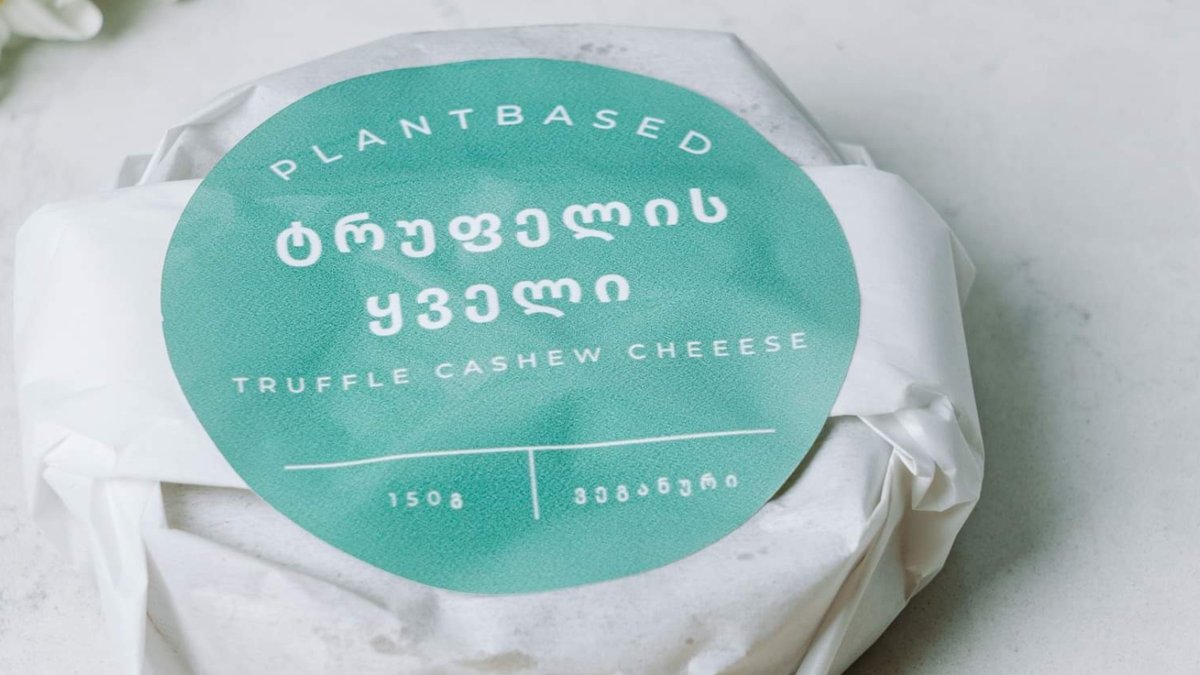 PLANTBASED
ტრუფელის
ყველი
TRUFFLE CASHEW CHEEESE
150გ
ვეგანური